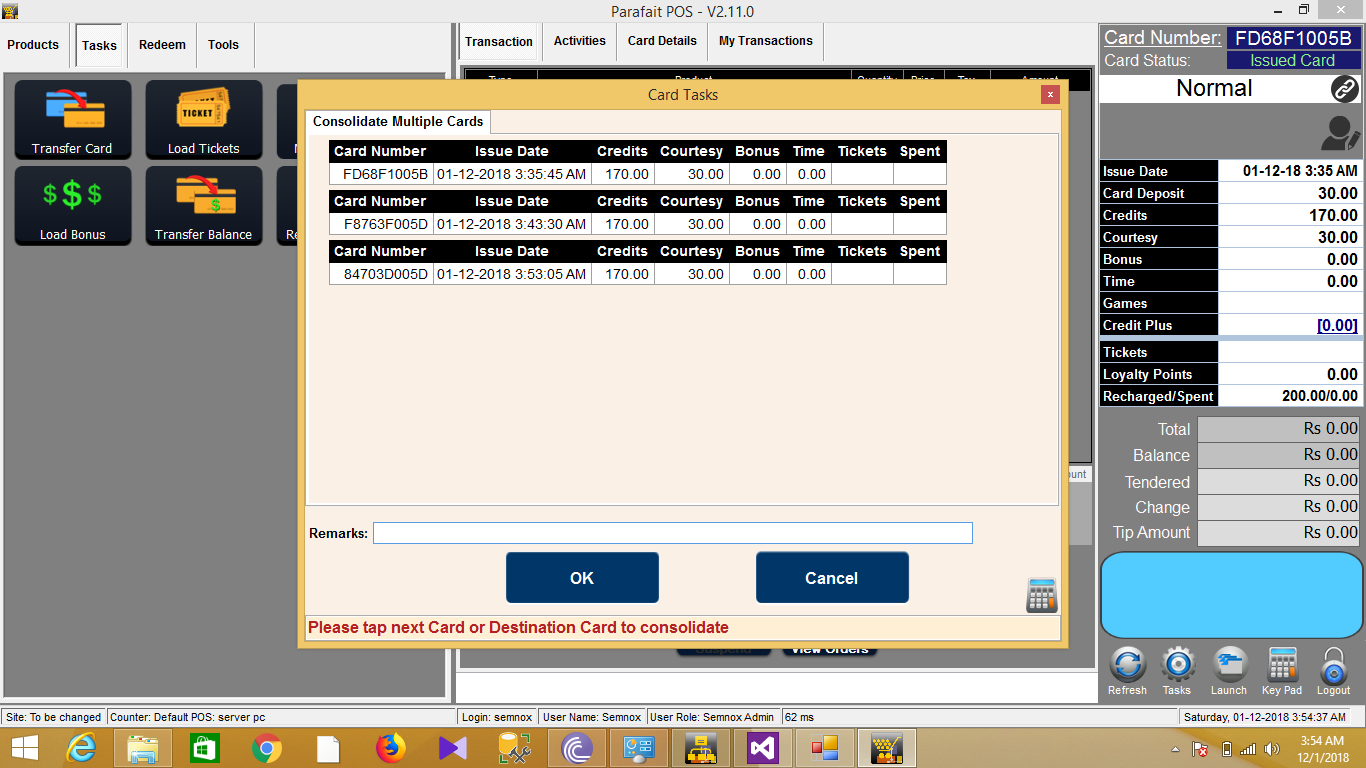 Parafait POS - V2.11.0
Products Tasks Redeem Tools
Transaction Activities Card Details My Transactions
Card Number: FD68F1005B
Card Status: Issued Card
Normal
Transfer Card
Load Tickets
TICKET
Load Bonus
Transfer Balance
Card Tasks
x
Consolidate Multiple Cards
Card Number Issue Date Credits Courtesy Bonus Time Tickets Spent
FD68F1005B 01-12-2018 3:35:45 AM 170.00 30.00 0.00 0.00
Card Number Issue Date Credits Courtesy Bonus Time Tickets Spent
F8763F005D 01-12-2018 3:43:30 AM 170.00 30.00 0.00 0.00
Card Number Issue Date Credits Courtesy Bonus Time Tickets Spent
84703D005D 01-12-2018 3:53:05 AM 170.00 30.00 0.00 0.00
Remarks:
OK Cancel
Please tap next Card or Destination Card to consolidate
View Orders
Issue Date 01-12-18 3:35 AM
Card Deposit 30.00
Credits 170.00
Courtesy 30.00
Bonus 0.00
Time 0.00
Games
Credit Plus [0.00]
Tickets
Loyalty Points 0.00
Recharged/Spent 200.00/0.00
Total Rs 0.00
Balance Rs 0.00
Tendered Rs 0.00
Change Rs 0.00
Tip Amount Rs 0.00
Refresh Tasks Launch Key Pad Logout
Site: To be changed Counter: Default POS: server pc Login: semnox User Name: Semnox User Role: Semnox Admin 62 ms Saturday, 01-12-2018 3:54:37 AM
3:54 AM
12/1/2018